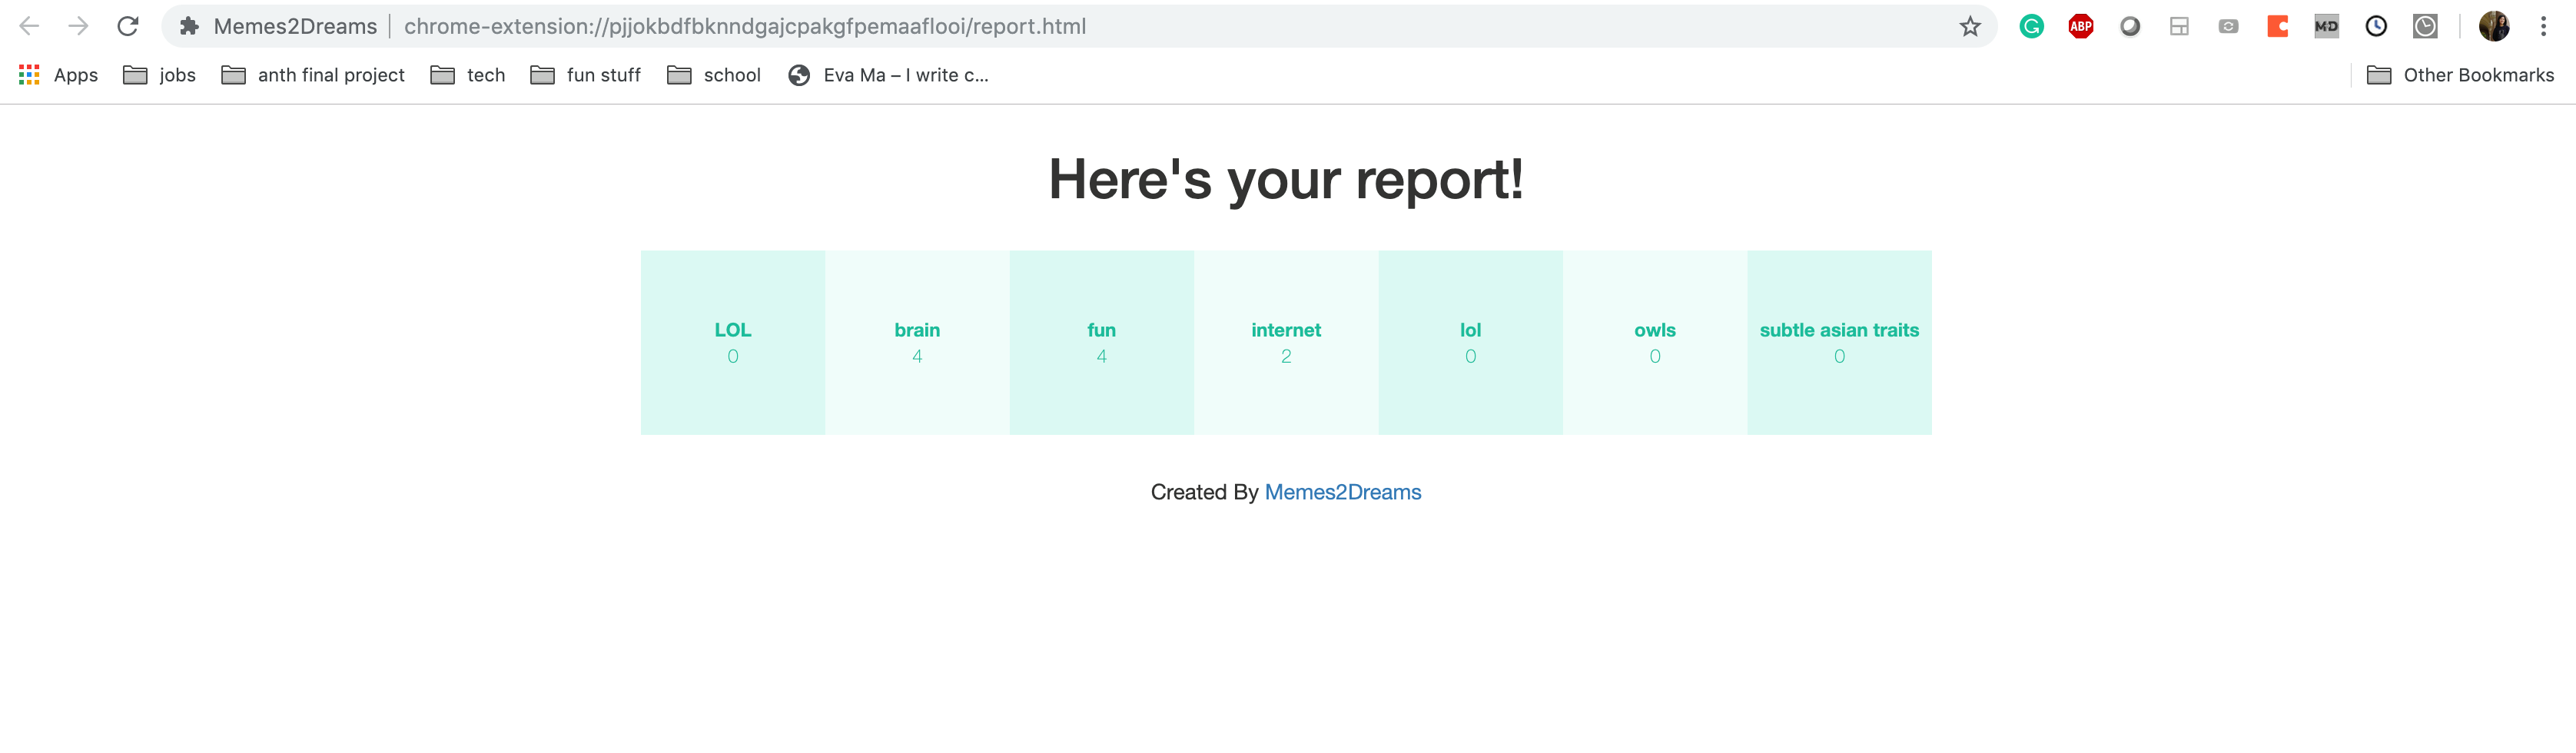 Memes2Dreams chrome-extension://pjjokbdfbknndgajcpakgfpemaaflooi/report.html ABP M-D
Apps jobs anth final project tech fun stuff school Eva Ma – I write c... Other Bookmarks
Here's your report!
LOL brain fun internet lol owls subtle asian traits
0 4 4 2 0 0 0
Created By Memes2Dreams